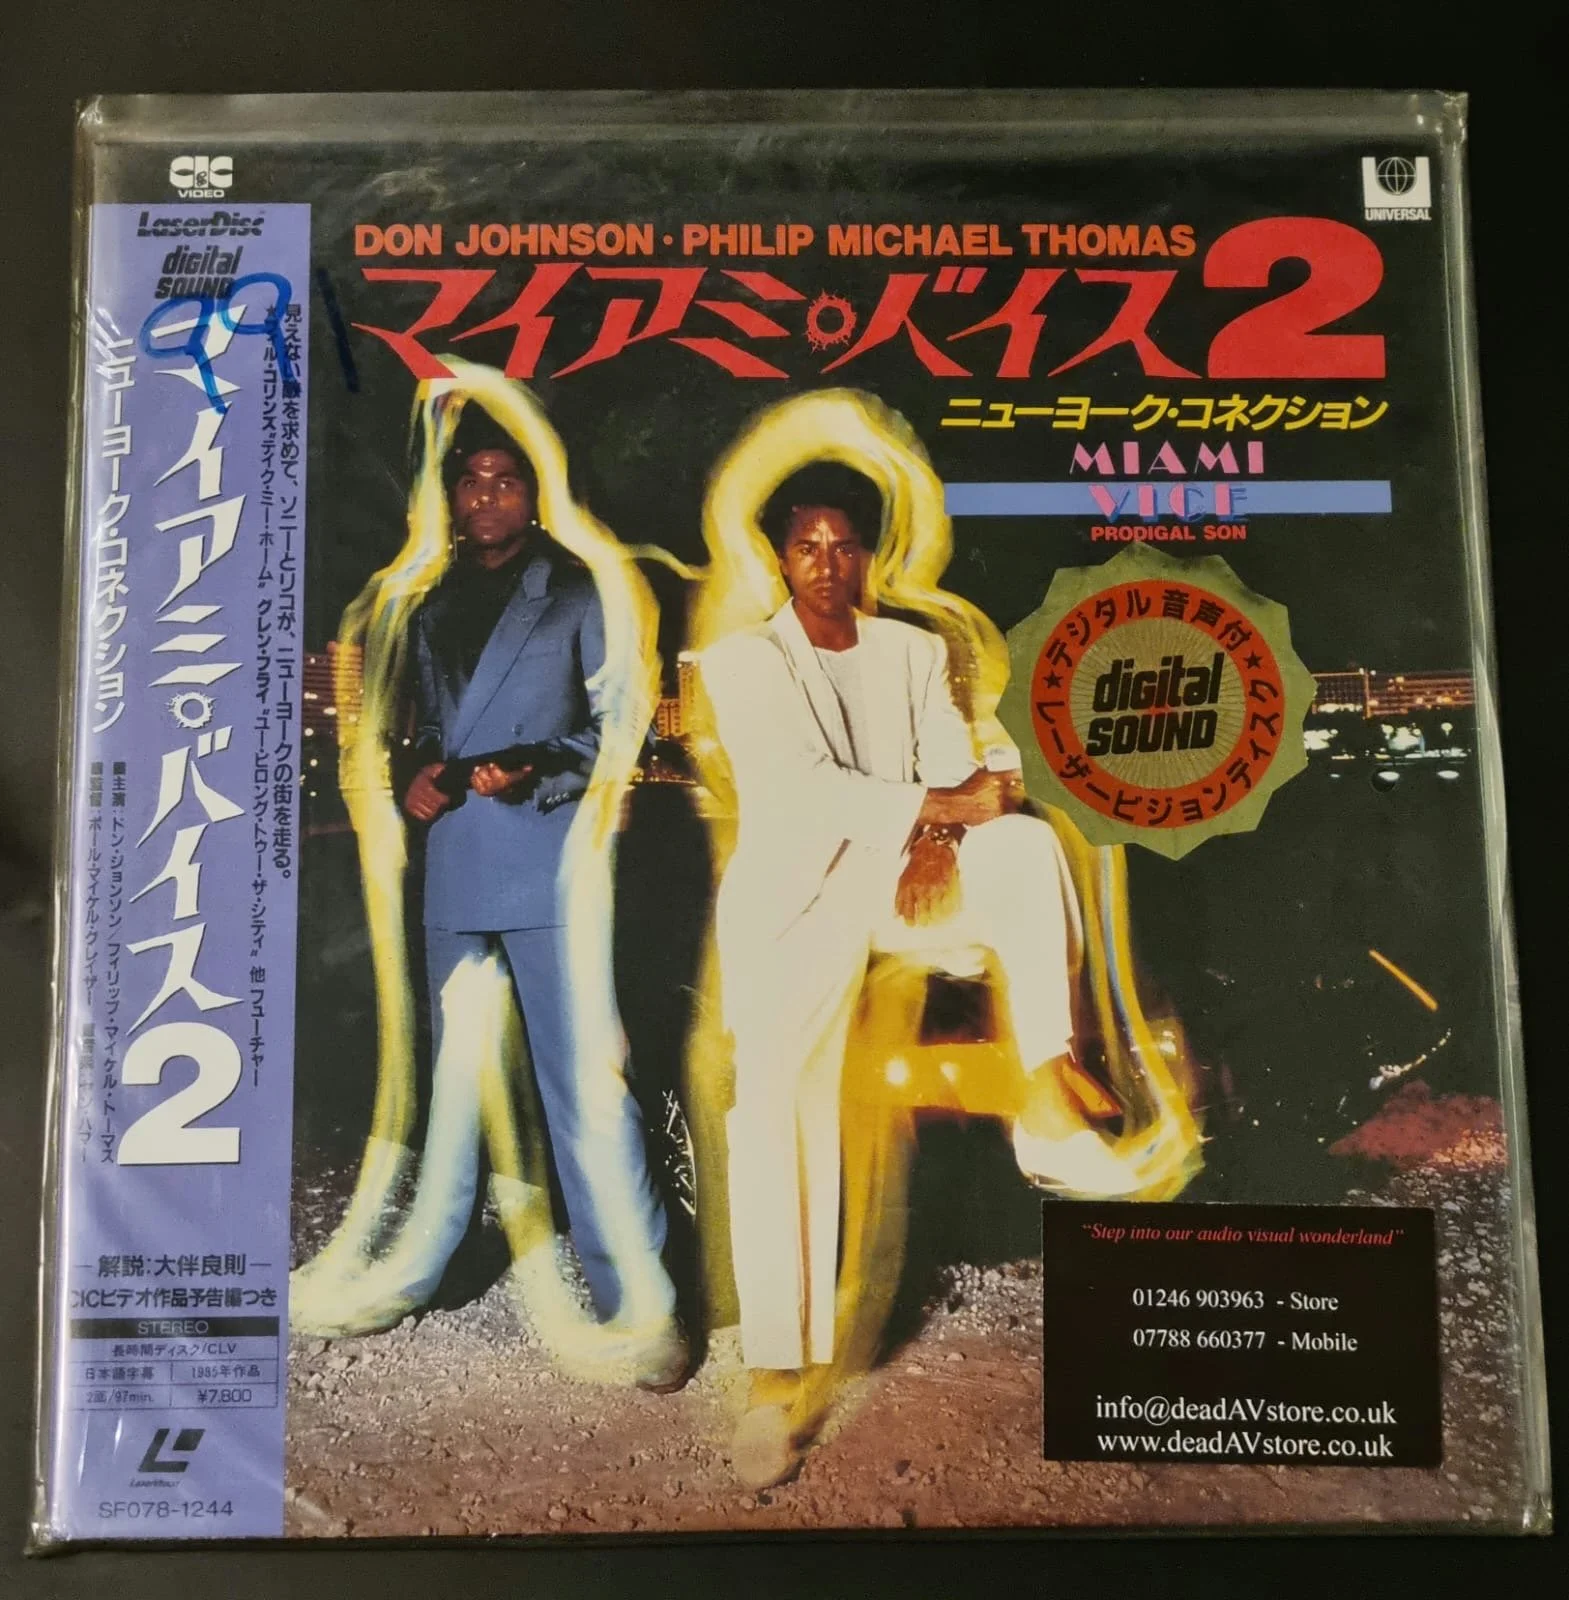 CIC
VIDEO
LaserDisc
digital
SOUND
991
見えない敵を求めて、ソニーとリコが、ニューヨークの街を走る。
★フィル・コリンズ"テイク・ミー・ホーム" グレン・フライ"ユー・ビロング・トゥー・ザ・シティ" 他 フューチャー
マイアミ・バイス2
ニューヨーク・コネクション
■主演:ドン・ジョンソン/フィリップ・マイケル・トーマス
■監督:ポール・マイケル・グレイザー ■音楽:ヤン・ハマー
—解説:大伴良則—
CICビデオ作品予告編つき
STEREO
長時間ディスク/CLV
日本語字幕 1985年作品
2面/97min. ¥7,800
LaserVision
SF078-1244
UNIVERSAL
DON JOHNSON・PHILIP MICHAEL THOMAS
マイアミ・バイス2
ニューヨーク・コネクション
MIAMI
VICE
PRODIGAL SON
★デジタル音声付★
digital
SOUND
レーザービジョンディスク
"Step into our audio visual wonderland"
01246 903963 - Store
07788 660377 - Mobile
info@deadAVstore.co.uk
www.deadAVstore.co.uk